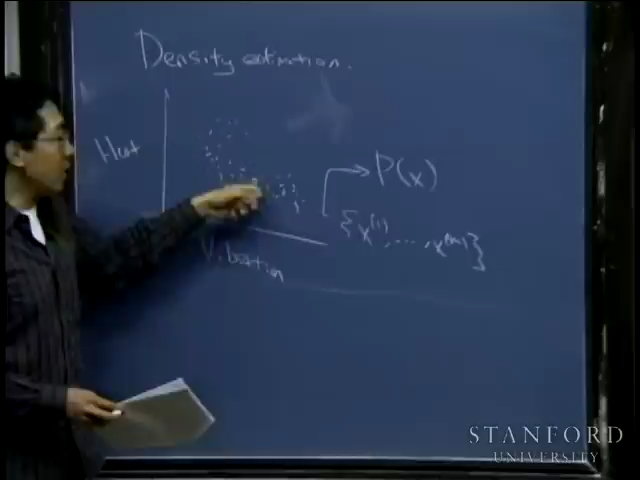 Density estimation.
Heat
P(x)
{x^(1), ..., x^(m)}
Vibration
STANFORD
UNIVERSITY